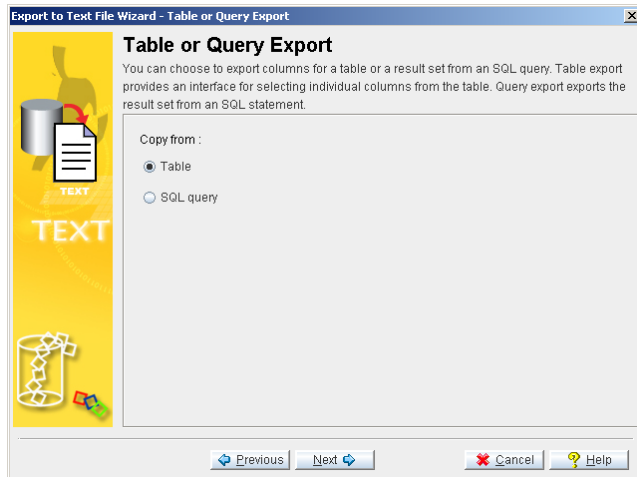 Export to Text File Wizard - Table or Query Export
Table or Query Export
You can choose to export columns for a table or a result set from an SQL query. Table export
provides an interface for selecting individual columns from the table. Query export exports the
result set from an SQL statement.
Copy from :
Table
SQL query
TEXT
TEXT
Previous
Next
Cancel
Help